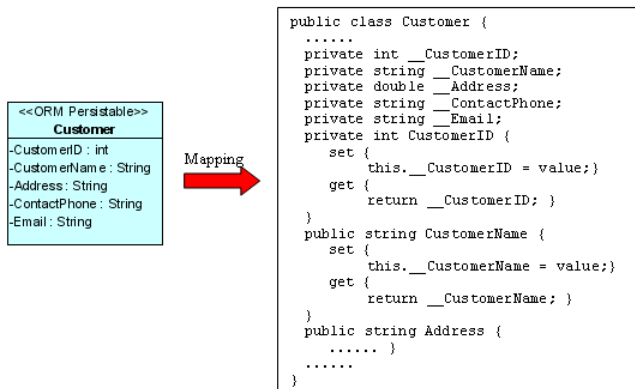 <<ORM Persistable>>
Customer
-CustomerID : int
-CustomerName : String
-Address : String
-ContactPhone : String
-Email : String
Mapping
public class Customer {
......
private int __CustomerID;
private string __CustomerName;
private double __Address;
private string __ContactPhone;
private string __Email;
private int CustomerID {
set {
this.__CustomerID = value;}
get {
return __CustomerID; }
}
public string CustomerName {
set {
this.__CustomerName = value;}
get {
return __CustomerName; }
}
public string Address {
...... }
......
}